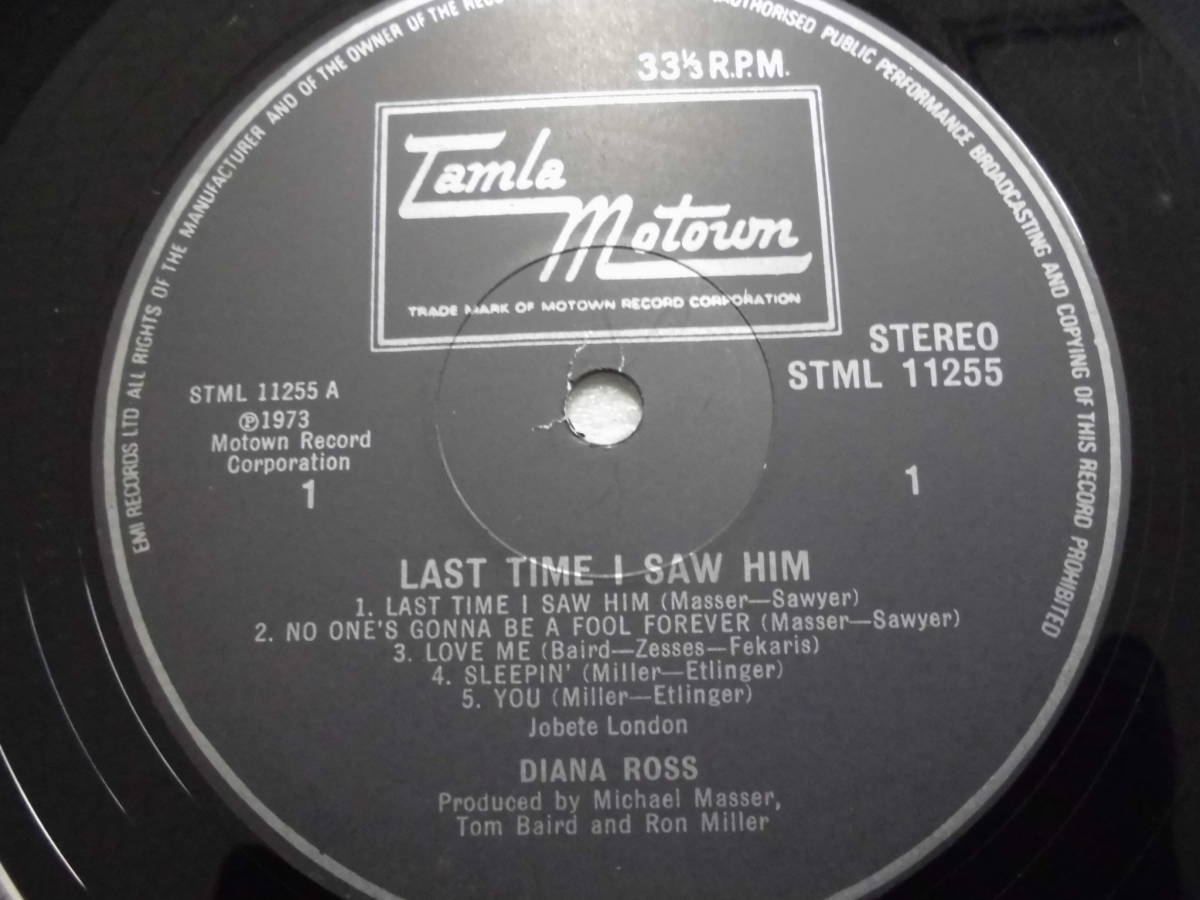 EMI RECORDS LTD ALL RIGHTS OF THE MANUFACTURER AND OF THE OWNER OF THE
AUTHORISED PUBLIC PERFORMANCE BROADCASTING AND COPYING OF THIS RECORD PROHIBITED
33⅓ R.P.M.
Tamla
Motown
TRADE MARK OF MOTOWN RECORD CORPORATION
STEREO
STML 11255
STML 11255 A
℗1973
Motown Record
Corporation
1
1
LAST TIME I SAW HIM
1. LAST TIME I SAW HIM (Masser—Sawyer)
2. NO ONE'S GONNA BE A FOOL FOREVER (Masser—Sawyer)
3. LOVE ME (Baird—Zesses—Fekaris)
4. SLEEPIN' (Miller—Etlinger)
5. YOU (Miller—Etlinger)
Jobete London
DIANA ROSS
Produced by Michael Masser,
Tom Baird and Ron Miller